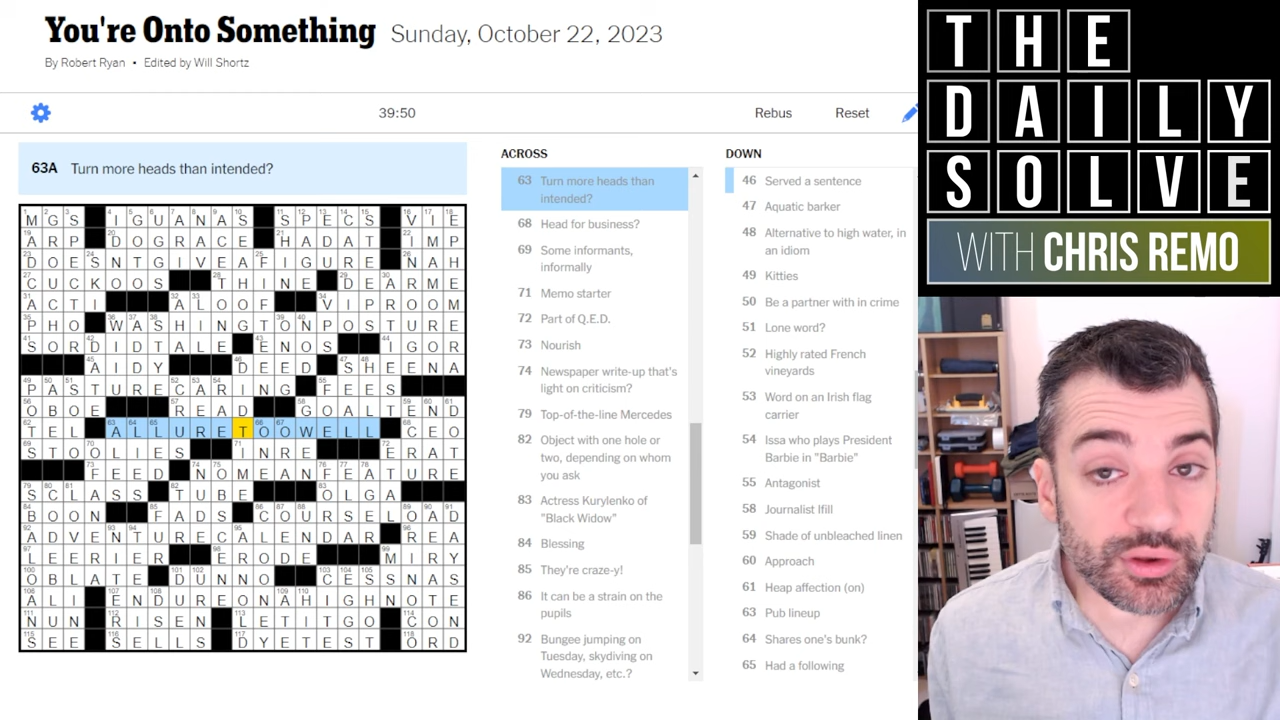 You're Onto Something Sunday, October 22, 2023
By Robert Ryan • Edited by Will Shortz
39:50
Rebus
Reset
63A Turn more heads than intended?
MGS IGUANAS SPECS VIE
ARP DOGRACE HADAT IMP
DOESNTGIVEAFIGURE NAH
CUCKOOS THINE DEARME
ACTI ALOOF VIPROOM
PHO WASHINGTONPOSTURE
SORDIDTALE ENOS IGOR
AIDY DEED SHEENA
PASTURECARING FEES
OBOE READ GOALTEND
TEL ALLURETOOWELL CEO
STOOLIES INRE ERAT
FEED NOMEANFEATURE
SCLASS TUBE OLGA
BOON FADS COURSELOAD
ADVENTURECALENDAR REA
LEERIER ERODE MIRY
OBLATE DUNNO CESSNAS
ALI ENDUREONAHIGHNOTE
NUN RISEN LETITGO CON
SEE SELLS DYETEST ORD
ACROSS
63 Turn more heads than
intended?
68 Head for business?
69 Some informants,
informally
71 Memo starter
72 Part of Q.E.D.
73 Nourish
74 Newspaper write-up that's
light on criticism?
79 Top-of-the-line Mercedes
82 Object with one hole or
two, depending on whom
you ask
83 Actress Kurylenko of
"Black Widow"
84 Blessing
85 They're craze-y!
86 It can be a strain on the
pupils
92 Bungee jumping on
Tuesday, skydiving on
Wednesday, etc.?
DOWN
46 Served a sentence
47 Aquatic barker
48 Alternative to high water, in
an idiom
49 Kitties
50 Be a partner with in crime
51 Lone word?
52 Highly rated French
vineyards
53 Word on an Irish flag
carrier
54 Issa who plays President
Barbie in "Barbie"
55 Antagonist
58 Journalist Ifill
59 Shade of unbleached linen
60 Approach
61 Heap affection (on)
63 Pub lineup
64 Shares one's bunk?
65 Had a following
THE
DAILY
SOLVE
WITH CHRIS REMO